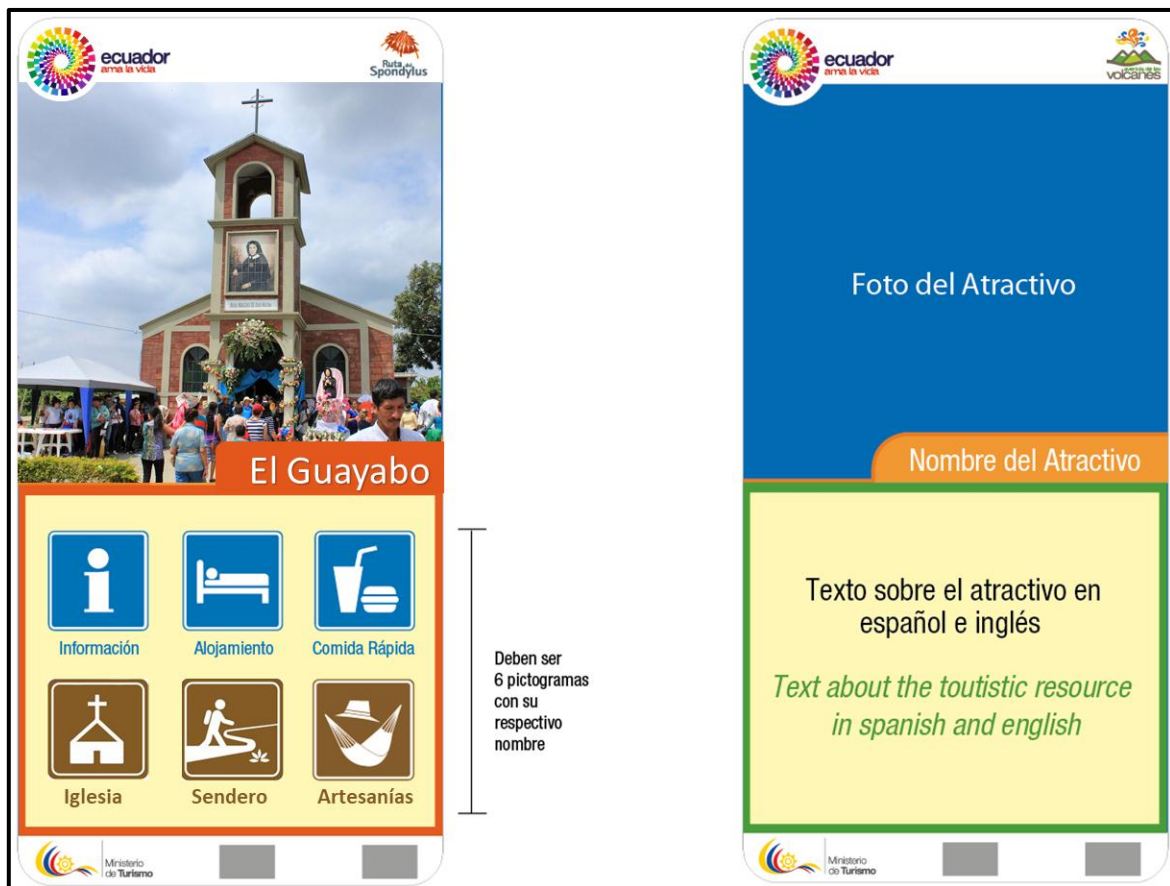 ecuador
ama la vida
Ruta del
Spondylus
El Guayabo
Información
Alojamiento
Comida Rápida
Iglesia
Sendero
Artesanías
Ministerio
de Turismo
Deben ser
6 pictogramas
con su
respectivo
nombre
ecuador
ama la vida
avenida de los
volcanes
Foto del Atractivo
Nombre del Atractivo
Texto sobre el atractivo en
español e inglés
Text about the toutistic resource
in spanish and english
Ministerio
de Turismo